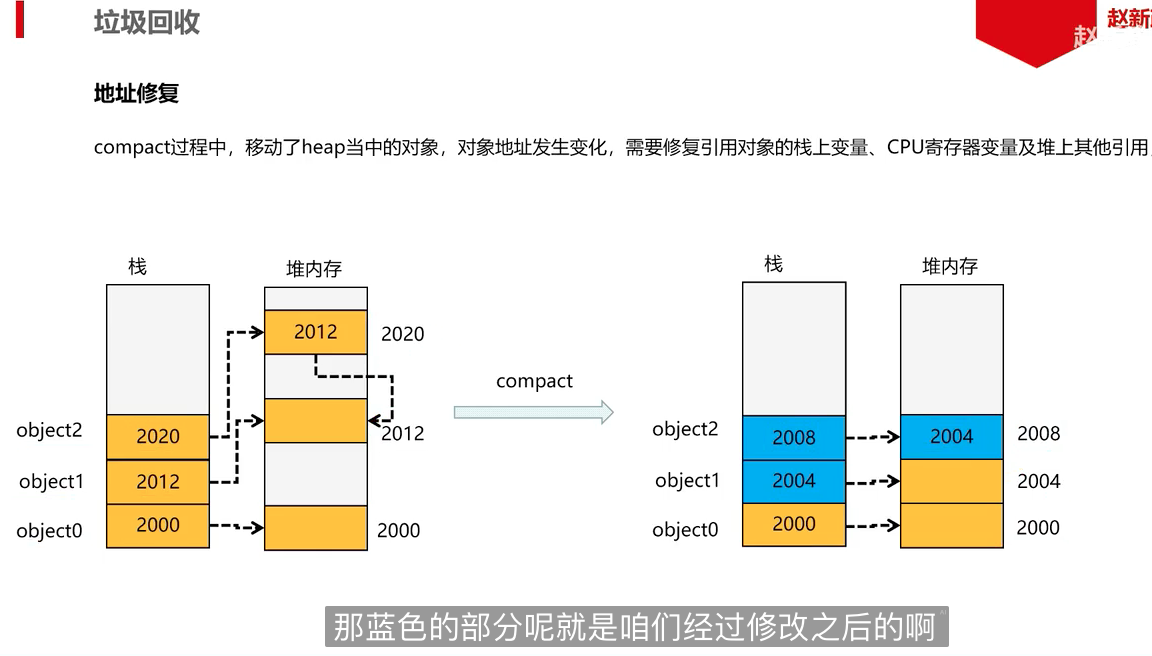 垃圾回收
赵新
地址修复
compact过程中，移动了heap当中的对象，对象地址发生变化，需要修复引用对象的栈上变量、CPU寄存器变量及堆上其他引用
栈
堆内存
2012
2020
compact
object2
2020
2012
object1
2012
object0
2000
2000
栈
堆内存
object2
2008
2004
2008
object1
2004
2004
object0
2000
2000
那蓝色的部分呢就是咱们经过修改之后的啊